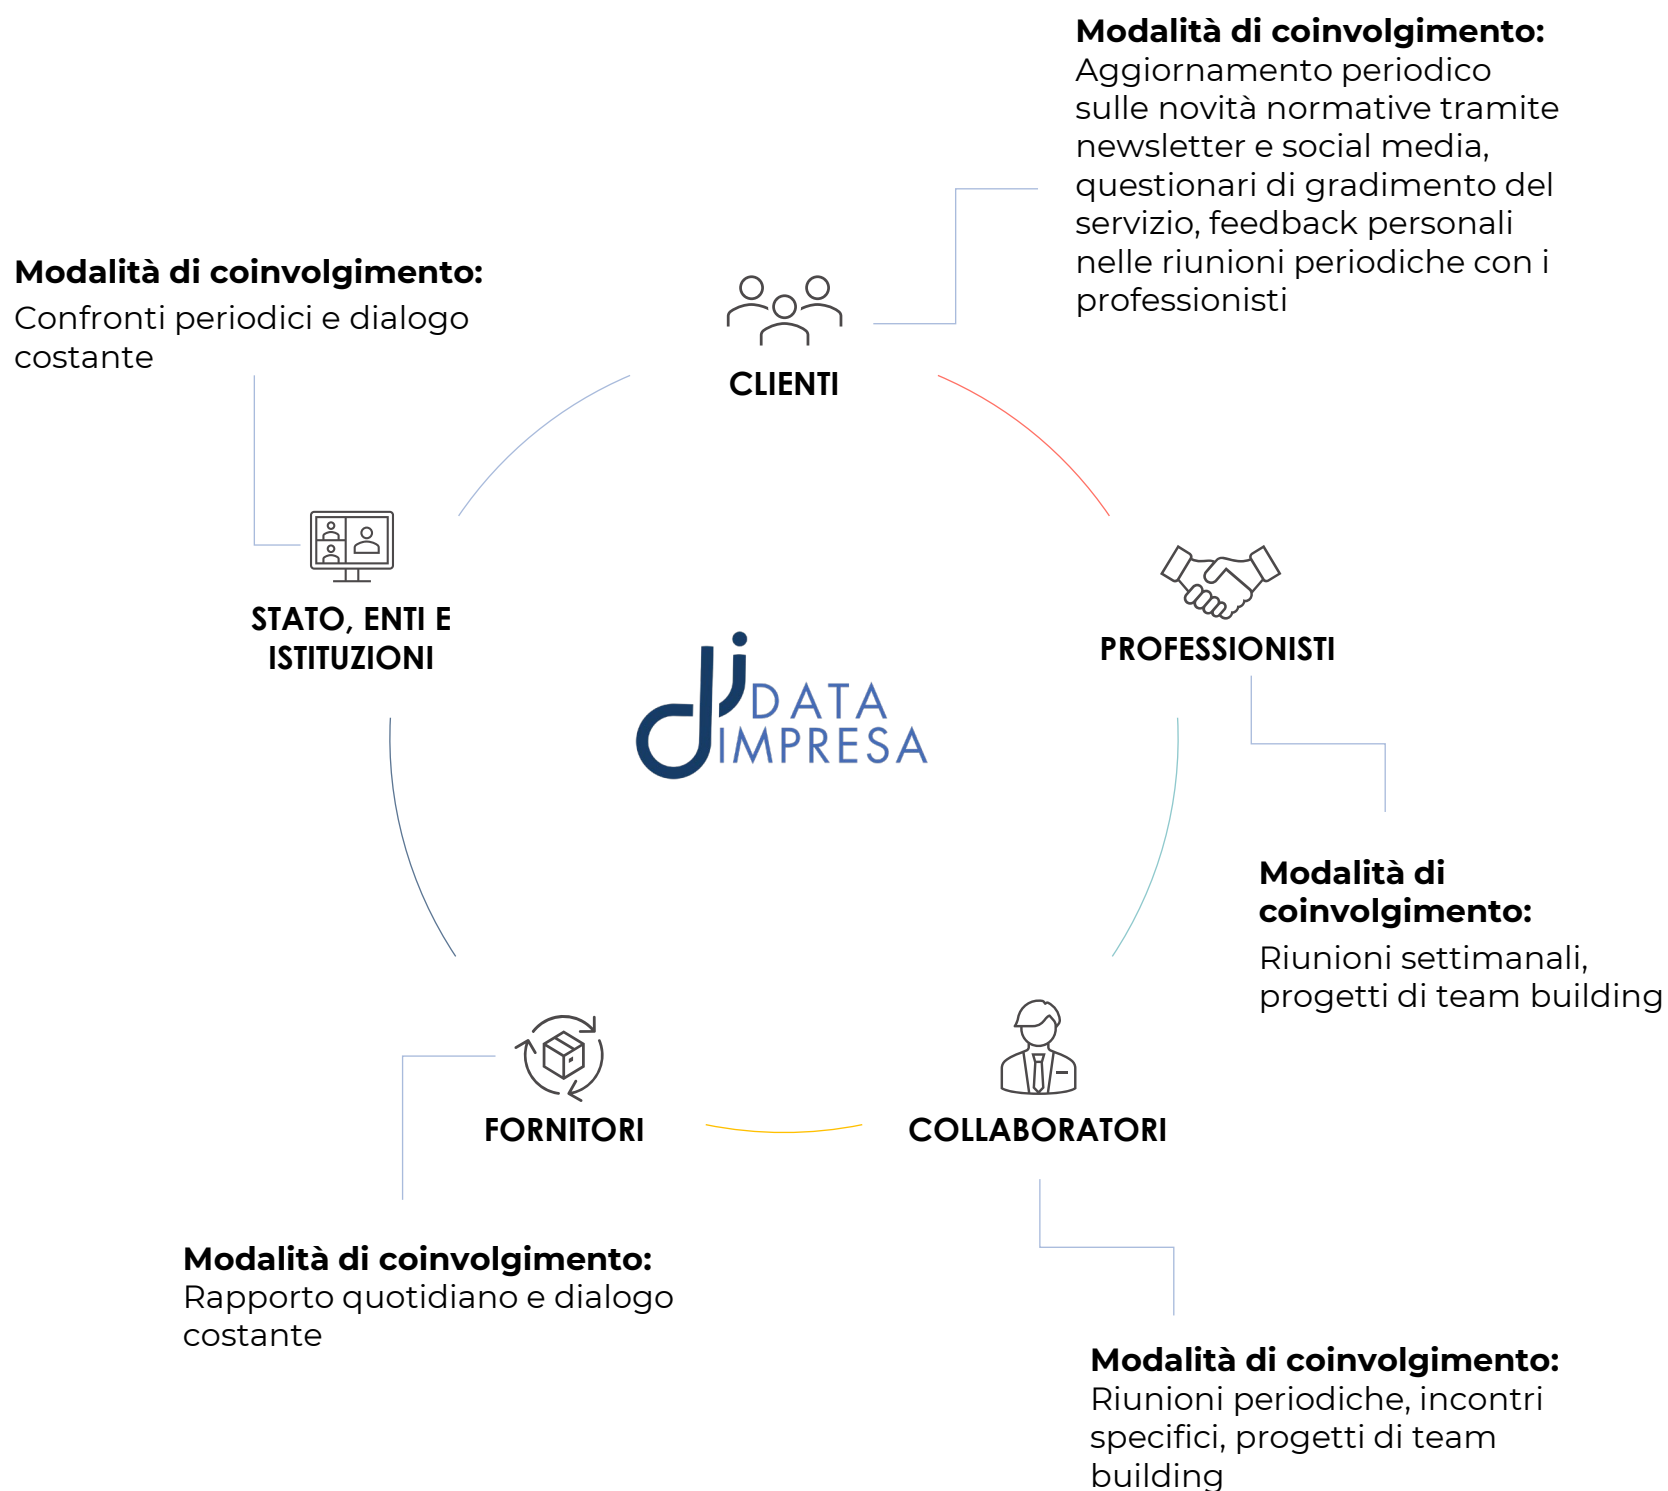 Modalità di coinvolgimento:
Aggiornamento periodico
sulle novità normative tramite
newsletter e social media,
questionari di gradimento del
servizio, feedback personali
nelle riunioni periodiche con i
professionisti
Modalità di coinvolgimento:
Confronti periodici e dialogo
costante
CLIENTI
STATO, ENTI E
ISTITUZIONI
PROFESSIONISTI
DATA
IMPRESA
Modalità di
coinvolgimento:
Riunioni settimanali,
progetti di team building
FORNITORI
COLLABORATORI
Modalità di coinvolgimento:
Rapporto quotidiano e dialogo
costante
Modalità di coinvolgimento:
Riunioni periodiche, incontri
specifici, progetti di team
building